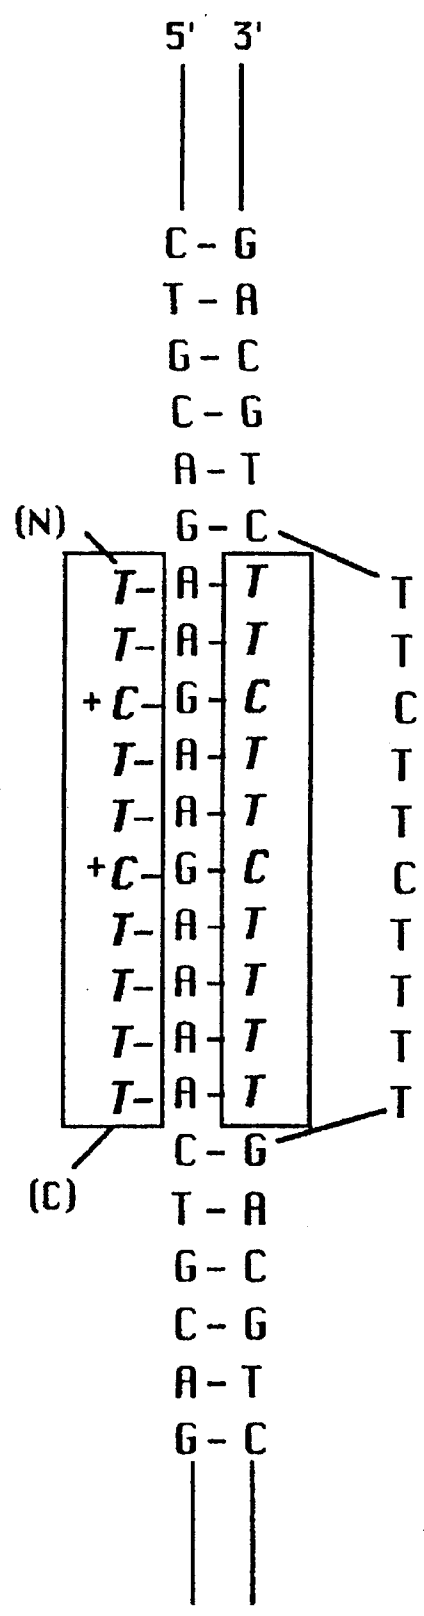 5' 3'
C - G
T - A
G - C
C - G
A - T
(N) G - C
T - A - T T
T - A - T T
+ C - G - C C
T - A - T T
T - A - T T
+ C - G - C C
T - A - T T
T - A - T T
T - A - T T
T - A - T T
C - G
(C) T - A
G - C
C - G
A - T
G - C